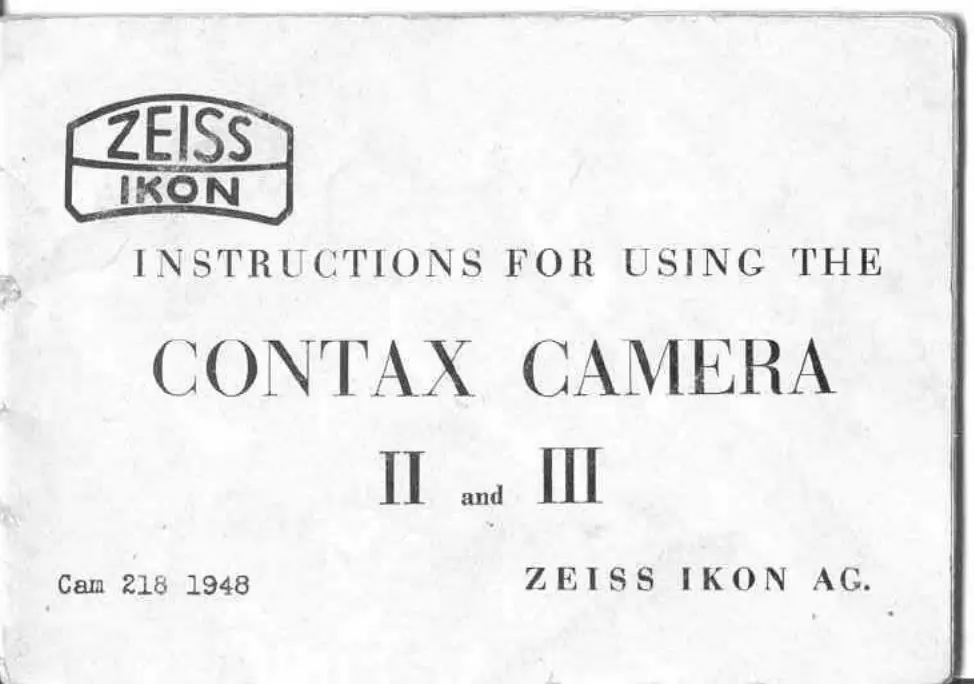 ZEISS
IKON
INSTRUCTIONS FOR USING THE
CONTAX CAMERA
II and III
Cam 218 1948
ZEISS IKON AG.